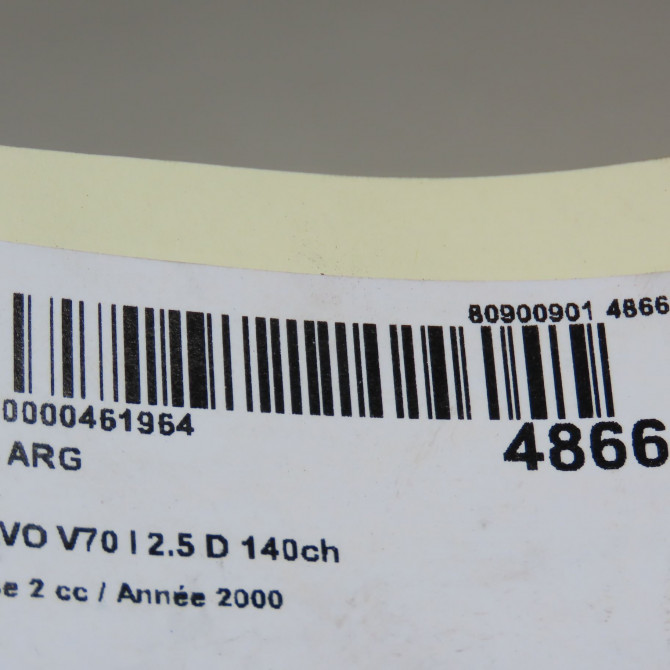 80900901 4866
0000461964
4866
ARG
VO V70 I 2.5 D 140ch
e 2 cc / Année 2000